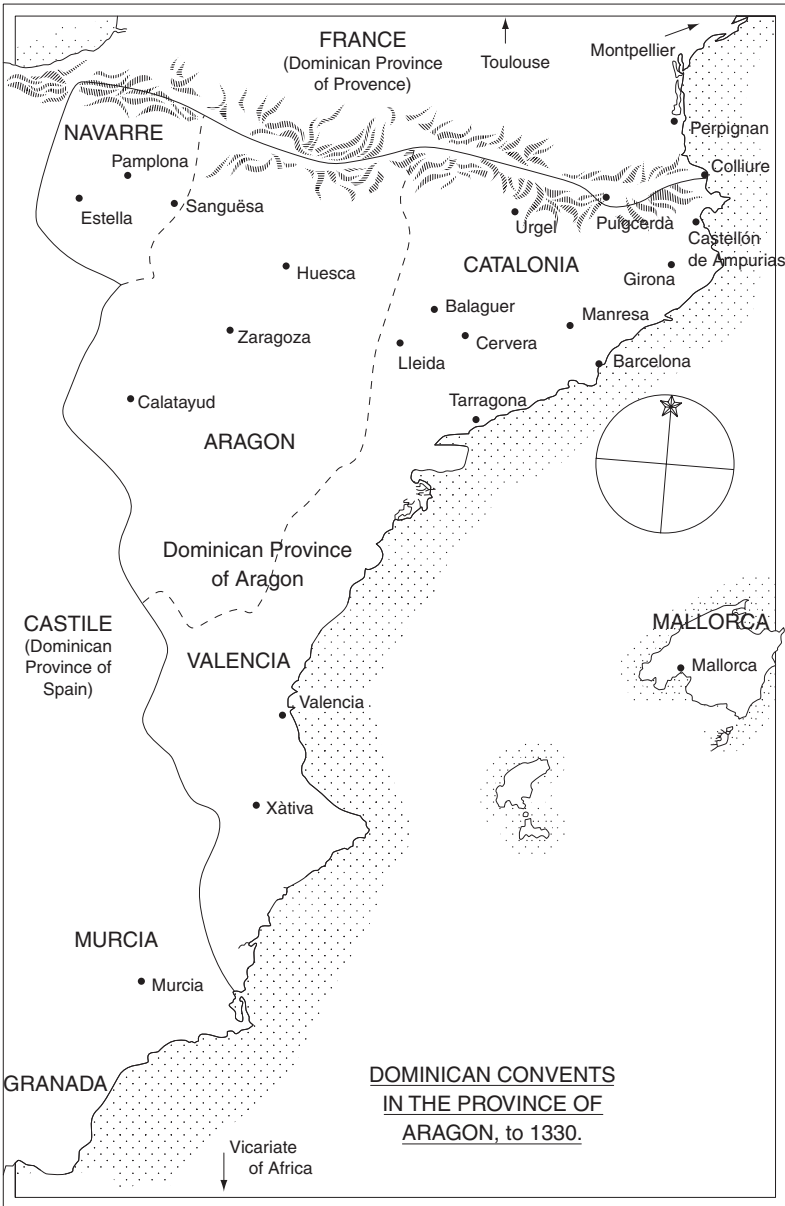 FRANCE
(Dominican Province
of Provence)
Toulouse
Montpellier
Perpignan
NAVARRE
Pamplona
Colliure
Estella
Sanguësa
Urgel
Puigcerdà
Castellón
de Ampurias
Huesca
CATALONIA
Girona
Balaguer
Manresa
Zaragoza
Cervera
Lleida
Barcelona
Calatayud
Tarragona
ARAGON
Dominican Province
of Aragon
CASTILE
(Dominican
Province of
Spain)
MALLORCA
VALENCIA
Mallorca
Valencia
Xàtiva
MURCIA
Murcia
GRANADA
DOMINICAN CONVENTS
IN THE PROVINCE OF
ARAGON, to 1330.
Vicariate
of Africa